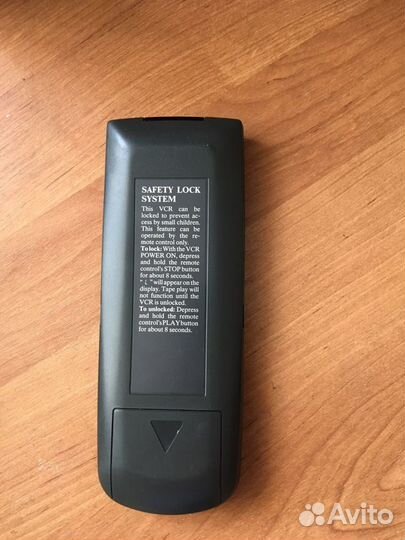 SAFETY LOCK
SYSTEM
This VCR can be
locked to prevent ac-
cess by small children.
This feature can be
operated by the re-
mote control only.
To lock: With the VCR
POWER ON, depress
and hold the remote
control's STOP button
for about 8 seconds.
" " will appear on the
display. Tape play will
not function until the
VCR is unlocked.
To unlocked: Depress
and hold the remote
control's PLAY button
for about 8 seconds.
Avito